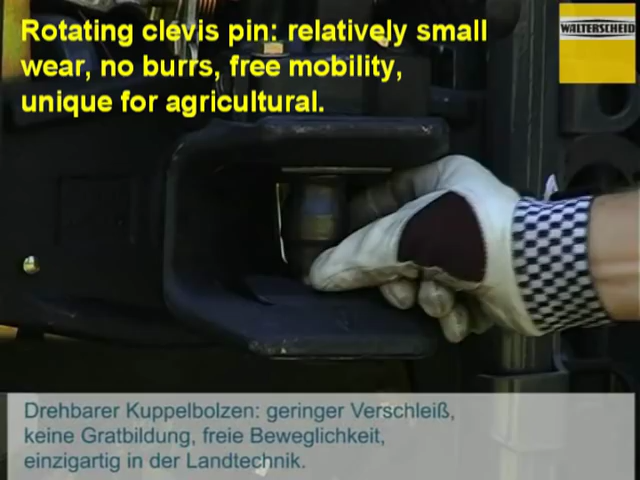 Rotating clevis pin: relatively small
wear, no burrs, free mobility,
unique for agricultural.
WALTERSCHEID
Drehbarer Kuppelbolzen: geringer Verschleiß,
keine Gratbildung, freie Beweglichkeit,
einzigartig in der Landtechnik.